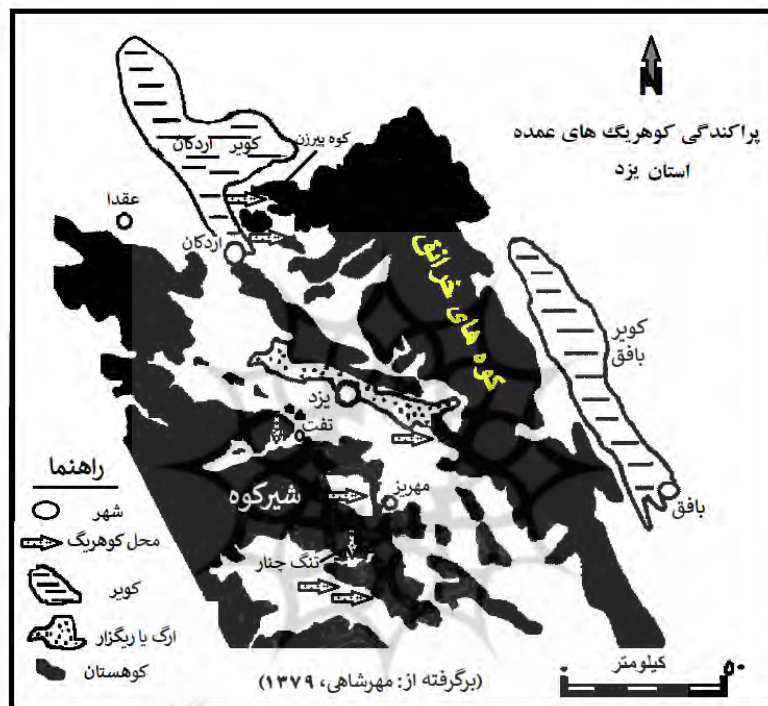 N
پراکندگی کوهریگ های عمده
استان یزد
کویر اردکان
کوه پیرزن
عقدا
اردکان
کوه های خرانق
کویر
بافق
یزد
تفت
شیرکوه
مهریز
بافق
تنگ چنار
راهنما
شهر
محل کوهریگ
کویر
ارگ یا ریگزار
کوهستان
(برگرفته از: مهرشاهی، ۱۳۷۹)
۰ کیلومتر ۵۰